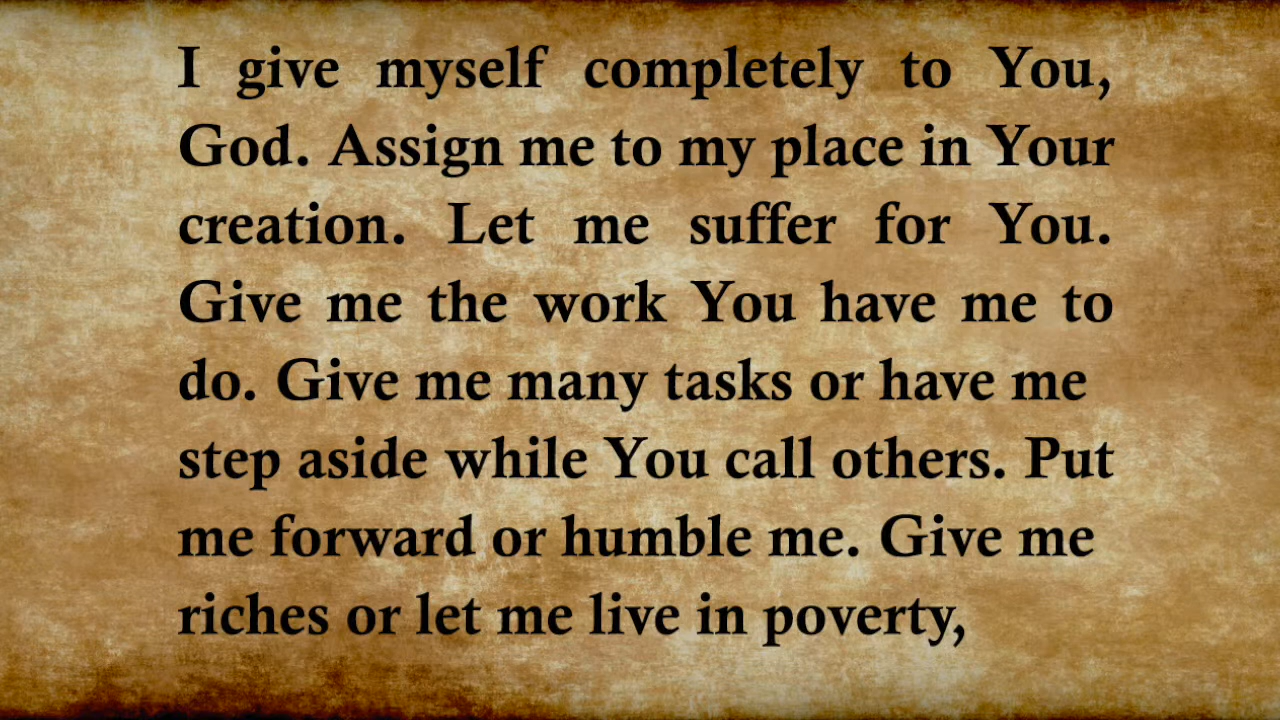 I give myself completely to You,
God. Assign me to my place in Your
creation. Let me suffer for You.
Give me the work You have me to
do. Give me many tasks or have me
step aside while You call others. Put
me forward or humble me. Give me
riches or let me live in poverty,